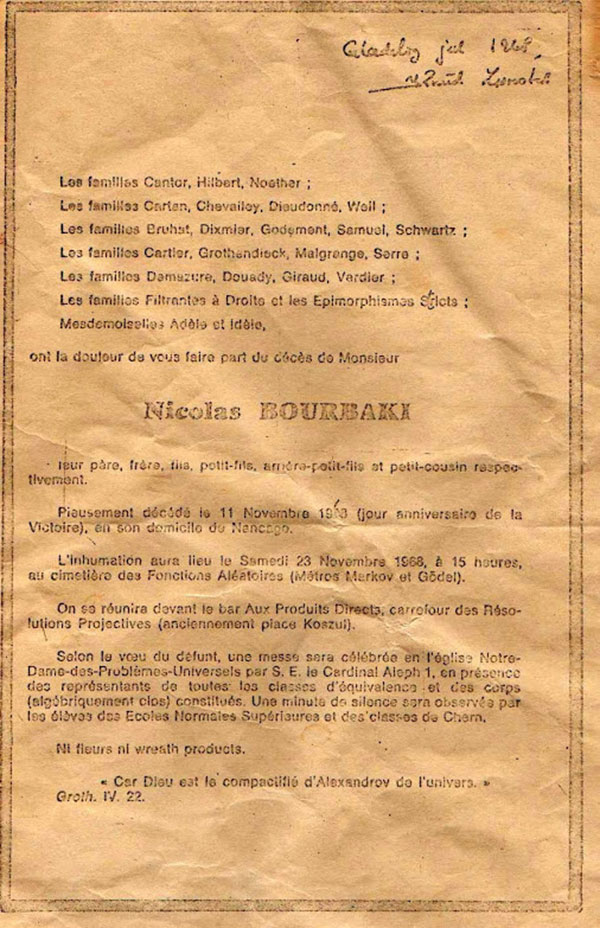 1968
Les familles Cantor, Hilbert, Noether ;
Les familles Cartan, Chevalley, Dieudonné, Weil ;
Les familles Bruhat, Dixmier, Godement, Samuel, Schwartz ;
Les familles Cartier, Grothendieck, Malgrange, Serre ;
Les familles Demazure, Douady, Giraud, Verdier ;
Les familles Filtrantes à Droite et les Epimorphismes Stricts ;
Mesdemoiselles Adèle et Idèle,
ont la douleur de vous faire part du décès de Monsieur
Nicolas BOURBAKI
leur père, frère, fils, petit-fils, arrière-petit-fils et petit-cousin respec-
tivement.
Pieusement décédé le 11 Novembre 1968 (jour anniversaire de la
Victoire), en son domicile de Nancago.
L'inhumation aura lieu le Samedi 23 Novembre 1968, à 15 heures,
au cimetière des Fonctions Aléatoires (Métros Markov et Gödel).
On se réunira devant le bar Aux Produits Directs, carrefour des Réso-
lutions Projectives (anciennement place Koszul).
Selon le vœu du défunt, une messe sera célébrée en l'église Notre-
Dame-des-Problèmes-Universels par S. E. le Cardinal Aleph 1, en présence
des représentants de toutes les classes d'équivalence et des corps
(algébriquement clos) constitués. Une minute de silence sera observée par
les élèves des Ecoles Normales Supérieures et des classes de Chern.
Ni fleurs ni wreath products.
« Car Dieu est le compactifié d'Alexandrov de l'univers. »
Groth. IV. 22.